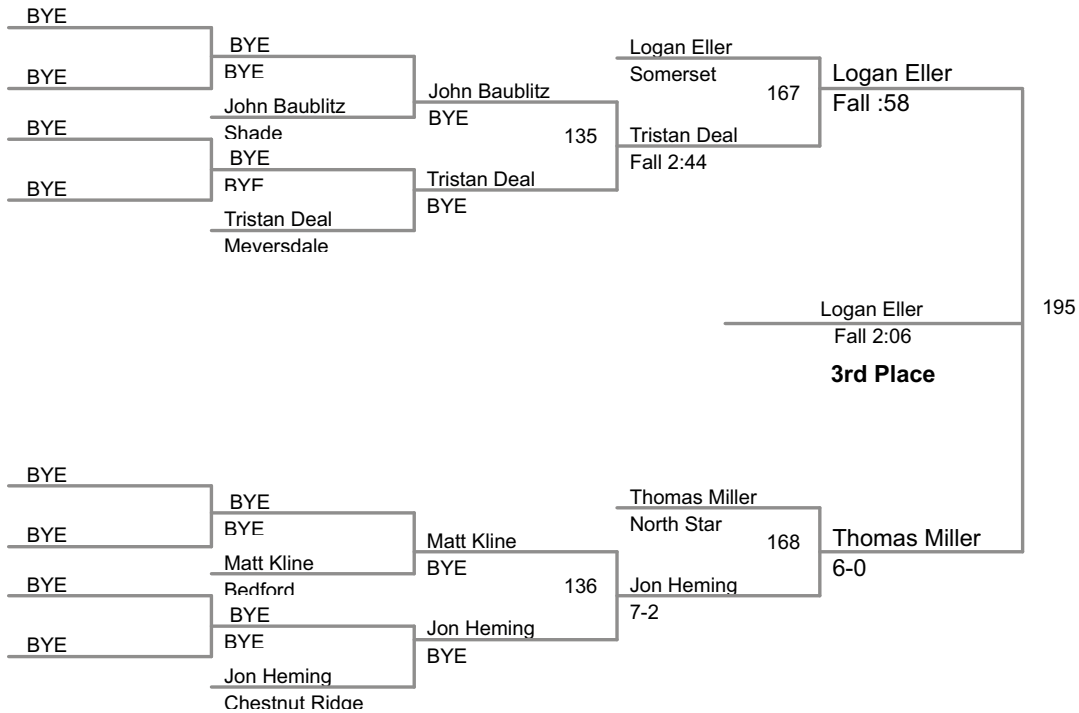 BYE
BYE
BYE
BYE
BYE
BYE
John Baublitz
Shade
BYE
BYE
Tristan Deal
Meyersdale
John Baublitz
BYE
135
Tristan Deal
BYE
Logan Eller
Somerset
167
Tristan Deal
Fall 2:44
Logan Eller
Fall :58
Logan Eller
Fall 2:06
3rd Place
195
BYE
BYE
BYE
BYE
BYE
BYE
Matt Kline
Bedford
BYE
BYE
Jon Heming
Chestnut Ridge
Matt Kline
BYE
136
Jon Heming
BYE
Thomas Miller
North Star
168
Jon Heming
7-2
Thomas Miller
6-0